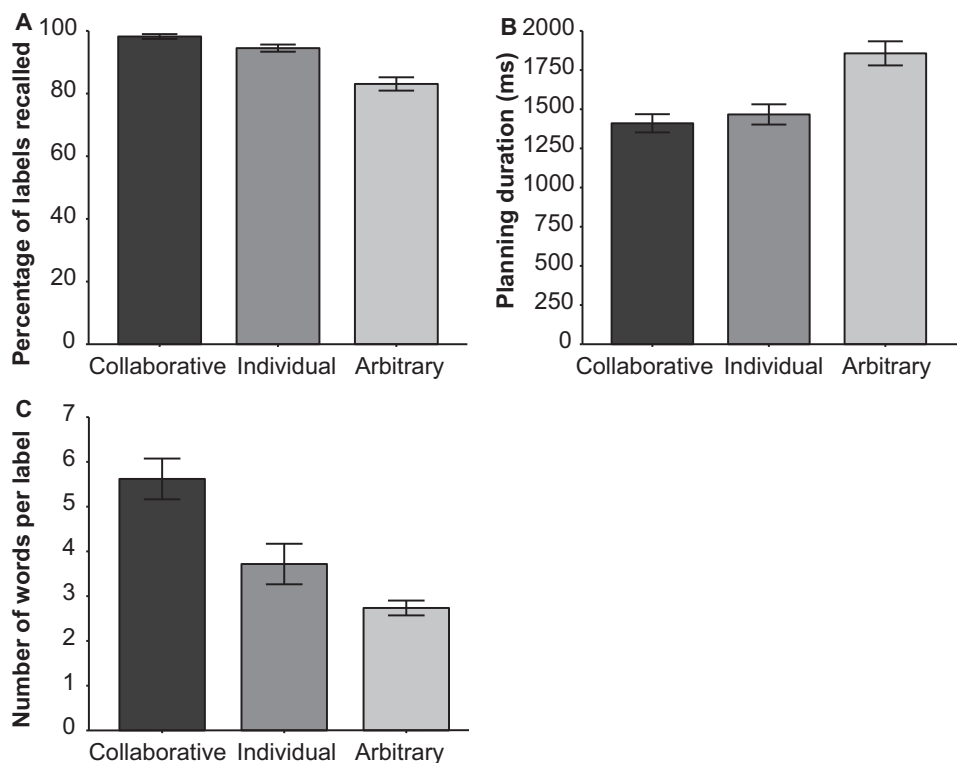 A
Percentage of labels recalled
100
80
60
40
20
0
Collaborative Individual Arbitrary
B
Planning duration (ms)
2000
1750
1500
1250
1000
750
500
250
0
Collaborative Individual Arbitrary
C
Number of words per label
7
6
5
4
3
2
1
0
Collaborative Individual Arbitrary